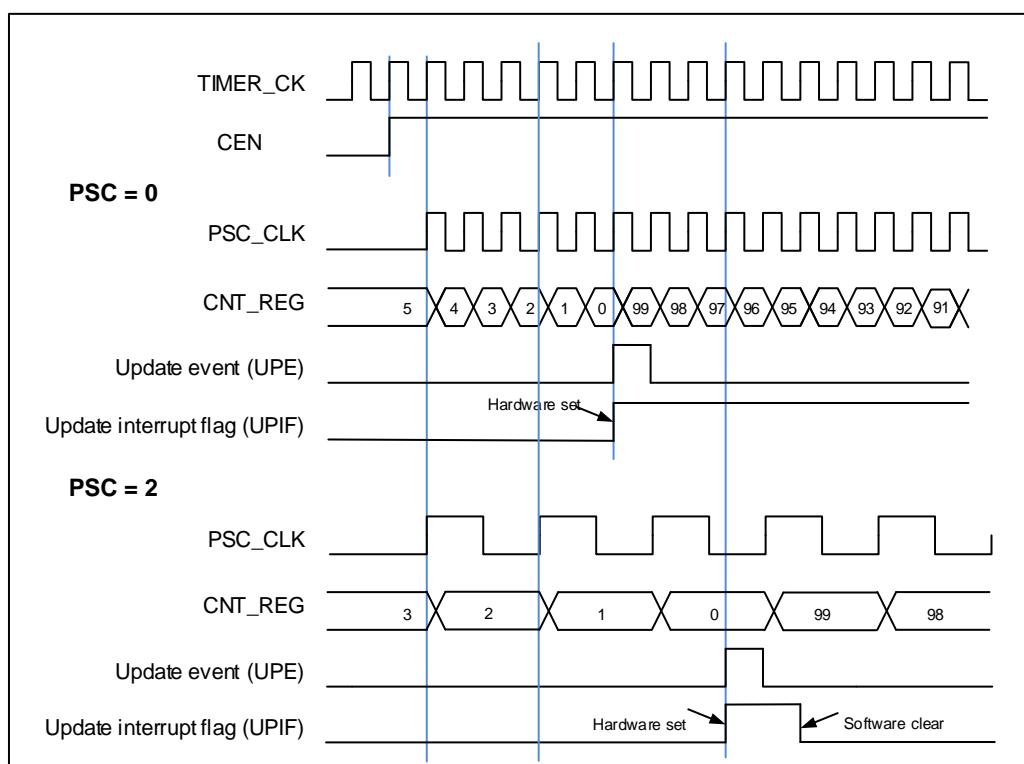 TIMER_CK
CEN
PSC = 0
PSC_CLK
CNT_REG 5 4 3 2 1 0 99 98 97 96 95 94 93 92 91
Update event (UPE)
Hardware set
Update interrupt flag (UPIF)
PSC = 2
PSC_CLK
CNT_REG 3 2 1 0 99 98
Update event (UPE)
Update interrupt flag (UPIF) Hardware set Software clear